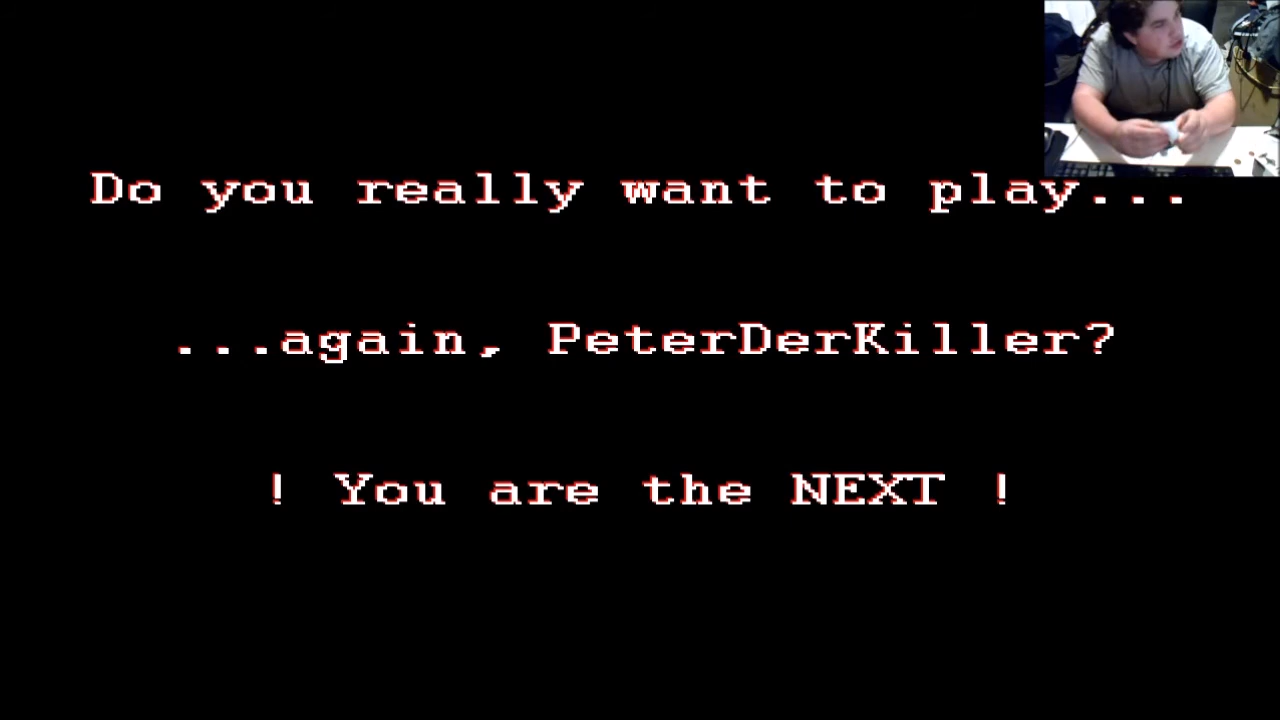 Do you really want to play...
...again, PeterDerKiller?
! You are the NEXT !